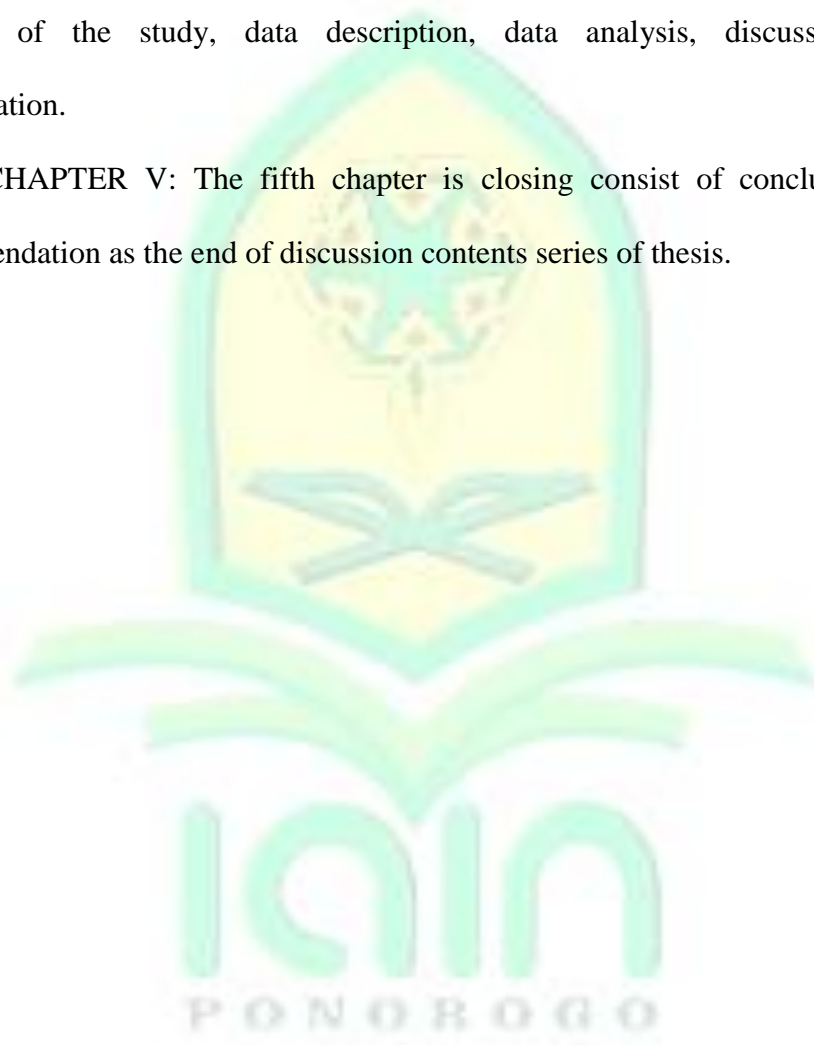 of the study, data description, data analysis, discuss
ation.
CHAPTER V: The fifth chapter is closing consist of conclu
endation as the end of discussion contents series of thesis.
iain
PONOROGO